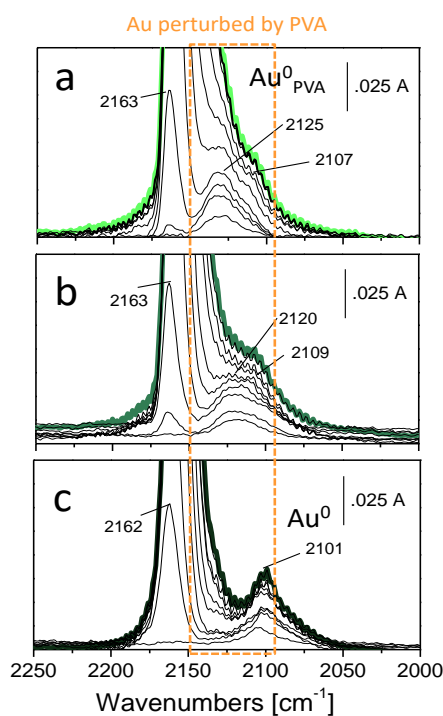 Au perturbed by PVA
a
Au⁰PVA
.025 A
2163
2125
2107
b
2163
.025 A
2120
2109
c
Au⁰
.025 A
2162
2101
2250 2200 2150 2100 2050 2000
Wavenumbers [cm⁻¹]